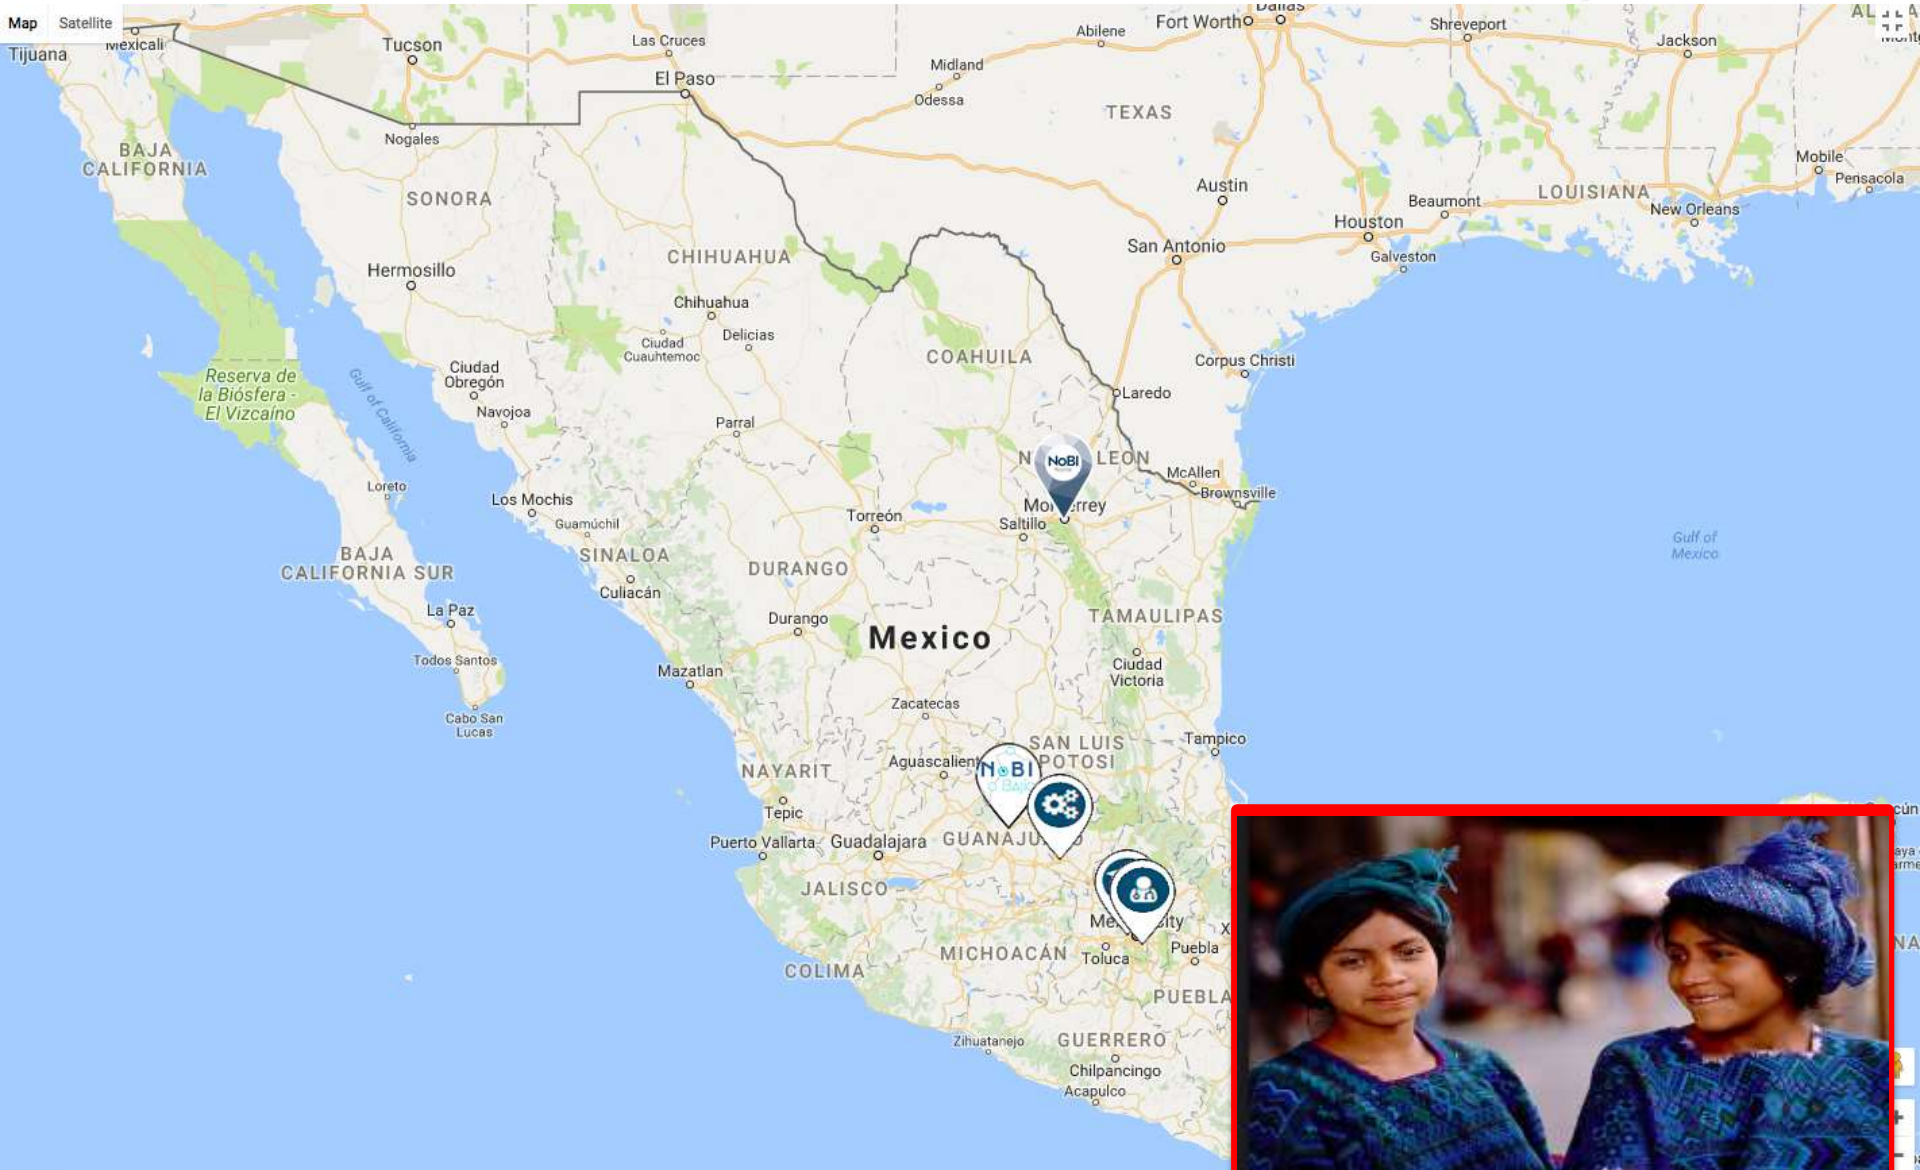 Map
Satellite
Tijuana
Mexicali
Tucson
Las Cruces
El Paso
Nogales
Abilene
Fort Worth
Dallas
Midland
Odessa
TEXAS
Shreveport
Jackson
BAJA
CALIFORNIA
SONORA
Austin
Beaumont
Houston
LOUISIANA
Mobile
Pensacola
New Orleans
San Antonio
Galveston
CHIHUAHUA
Hermosillo
Chihuahua
Delicias
Ciudad
Cuauhtemoc
COAHUILA
Corpus Christi
Laredo
Reserva de
la Biósfera -
El Vizcaíno
Gulf of California
Ciudad
Obregón
Navojoa
Parral
NoBI
LEON
McAllen
Brownsville
Loreto
Los Mochis
Guamúchil
Torreón
Saltillo
SINALOA
Culiacán
DURANGO
Durango
Gulf of
Mexico
BAJA
CALIFORNIA SUR
La Paz
Todos Santos
Cabo San
Lucas
Mexico
TAMAULIPAS
Ciudad
Victoria
Mazatlan
Zacatecas
SAN LUIS
POTOSI
Tampico
NAYARIT
Aguascalient
NoBI
Bajío
Tepic
Puerto Vallarta
Guadalajara
GUANAJU
JALISCO
MICHOACÁN
Toluca
Puebla
COLIMA
PUEBLA
Zihuatanejo
GUERRERO
Chilpancingo
Acapulco